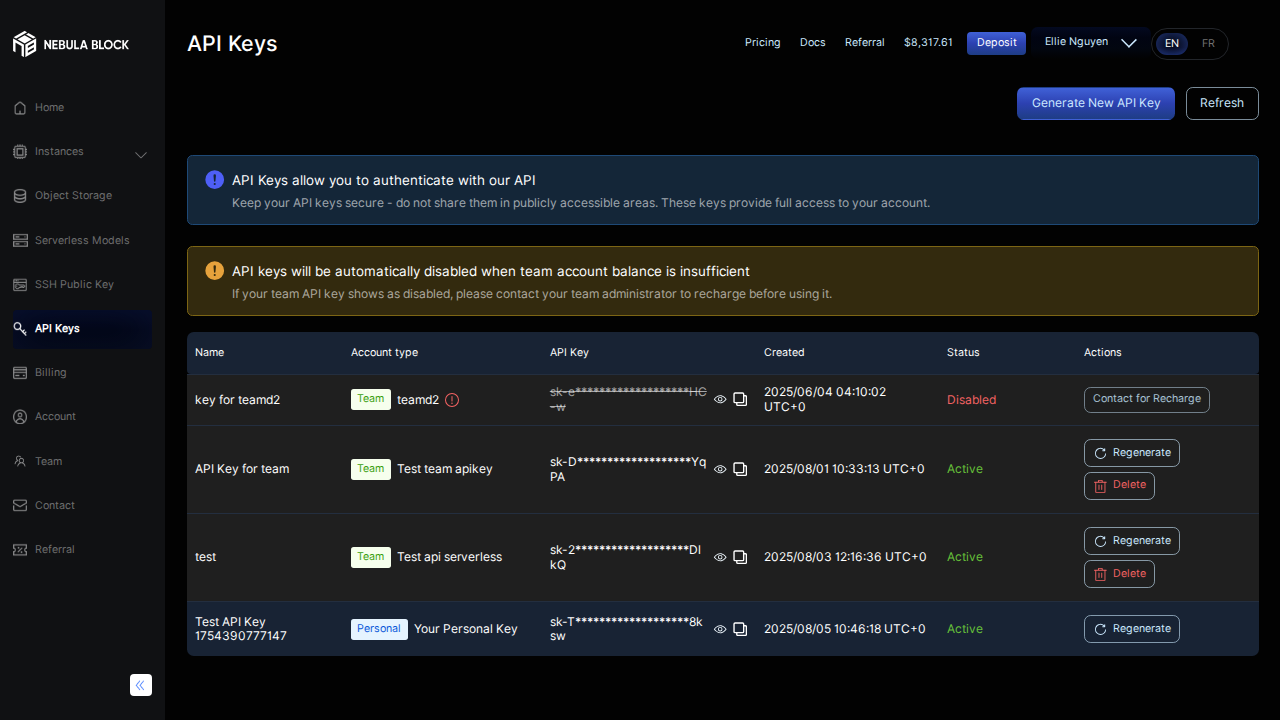 NEBULA BLOCK
API Keys
Pricing
Docs
Referral
$8,317.61
Deposit
Ellie Nguyen
EN
FR
Home
Instances
Object Storage
Serverless Models
SSH Public Key
API Keys
Billing
Account
Team
Contact
Referral
Generate New API Key
Refresh
API Keys allow you to authenticate with our API
Keep your API keys secure - do not share them in publicly accessible areas. These keys provide full access to your account.
API keys will be automatically disabled when team account balance is insufficient
If your team API key shows as disabled, please contact your team administrator to recharge before using it.
Name
Account type
API Key
Created
Status
Actions
key for teamd2
Team
teamd2
sk-e*******************HC
-w
2025/06/04 04:10:02
UTC+0
Disabled
Contact for Recharge
API Key for team
Team
Test team apikey
sk-D*******************Yq
PA
2025/08/01 10:33:13 UTC+0
Active
Regenerate
Delete
test
Team
Test api serverless
sk-2*******************DI
kQ
2025/08/03 12:16:36 UTC+0
Active
Regenerate
Delete
Test API Key
1754390777147
Personal
Your Personal Key
sk-T*******************8k
sw
2025/08/05 10:46:18 UTC+0
Active
Regenerate